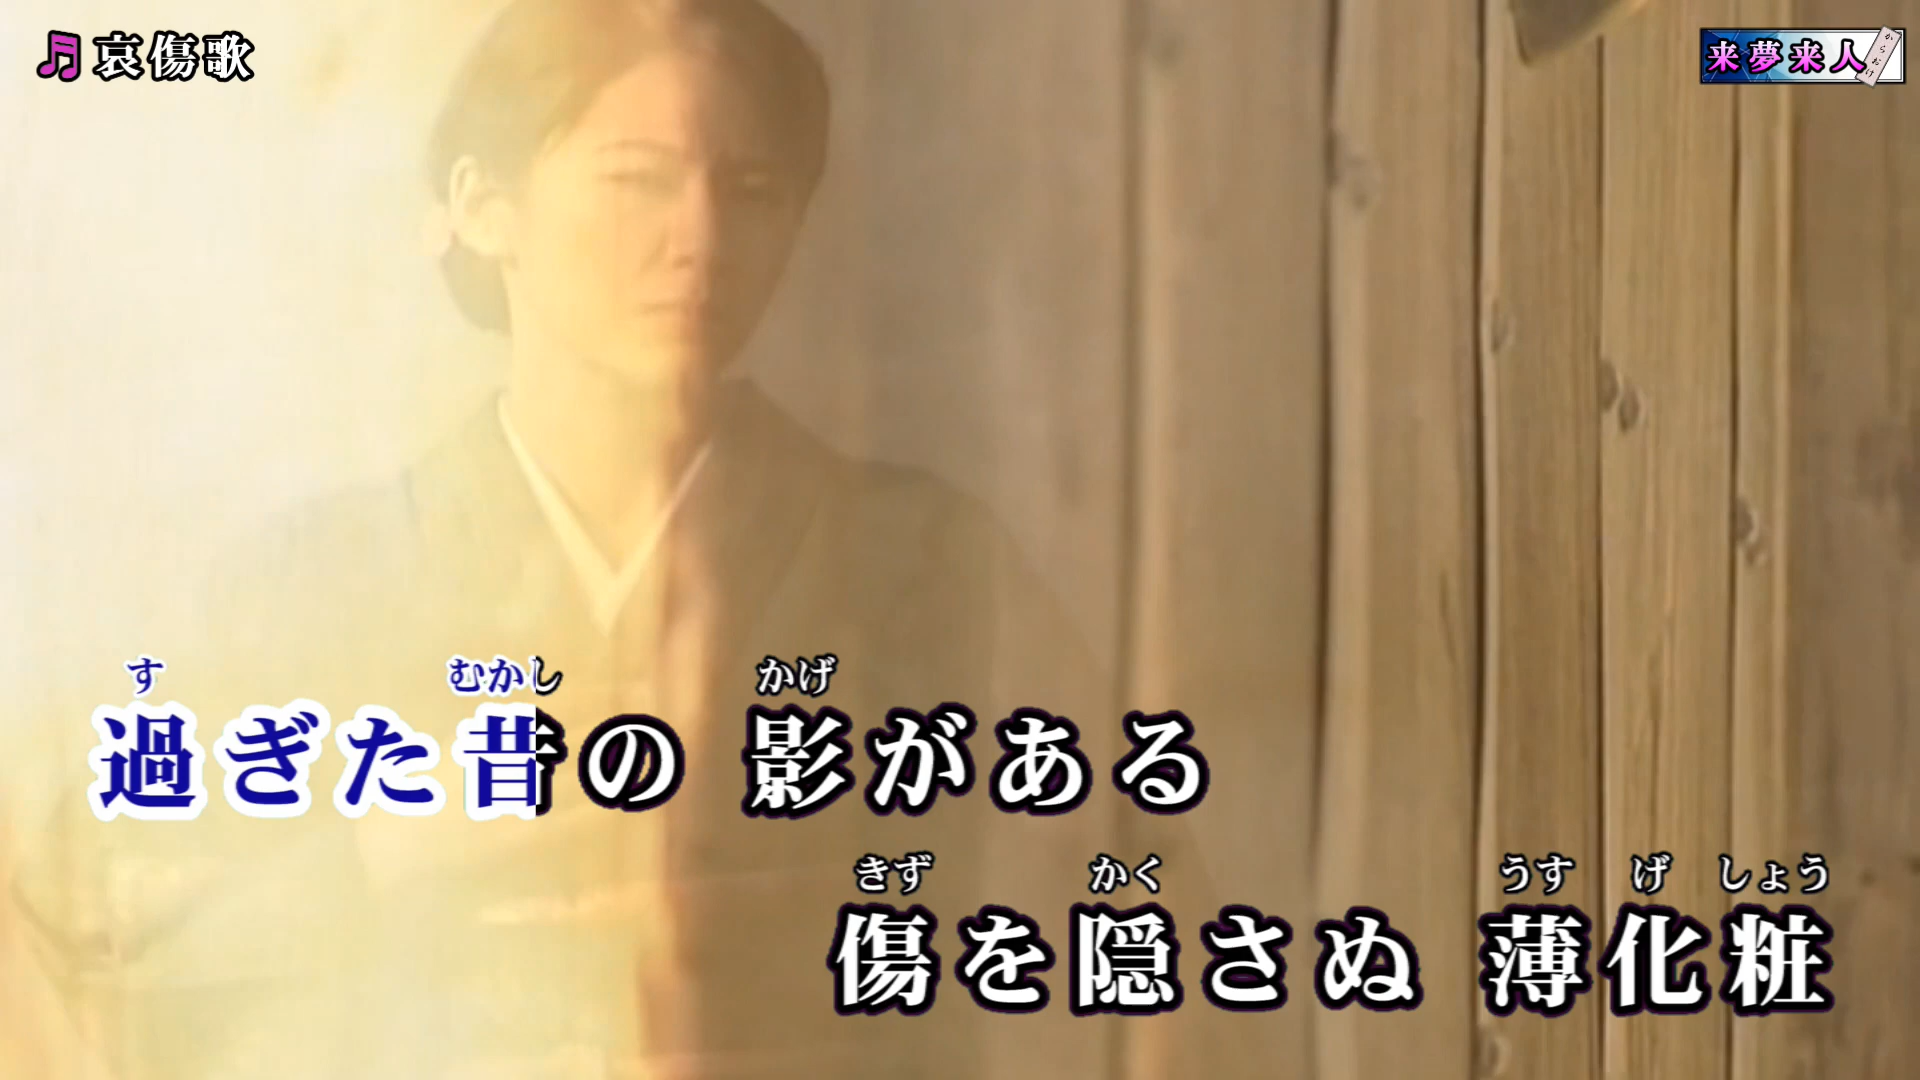 哀傷歌
来夢来人 からおけ
す むかし かげ
過ぎた昔の 影がある
きず かく うす げ しょう
傷を隠さぬ 薄化粧